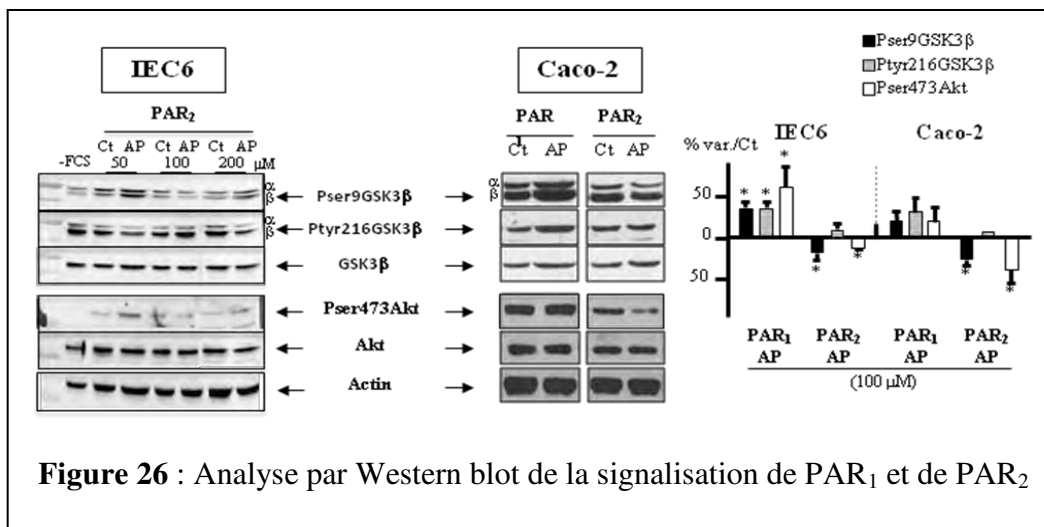 IEC6
PAR₂
Ct AP Ct AP Ct AP
-FCS 50 100 200 µM
α
β
α
β
Pser9GSK3β
Ptyr216GSK3β
GSK3β
Pser473Akt
Akt
Actin
Caco-2
PAR₁ PAR₂
Ct AP Ct AP
α
β
Pser9GSK3β
Ptyr216GSK3β
Pser473Akt
% var./Ct IEC6 Caco-2
50
0
50
* * *
* *
* *
PAR₁ PAR₂ PAR₁ PAR₂
AP AP AP AP
(100 µM)
Figure 26 : Analyse par Western blot de la signalisation de PAR₁ et de PAR₂